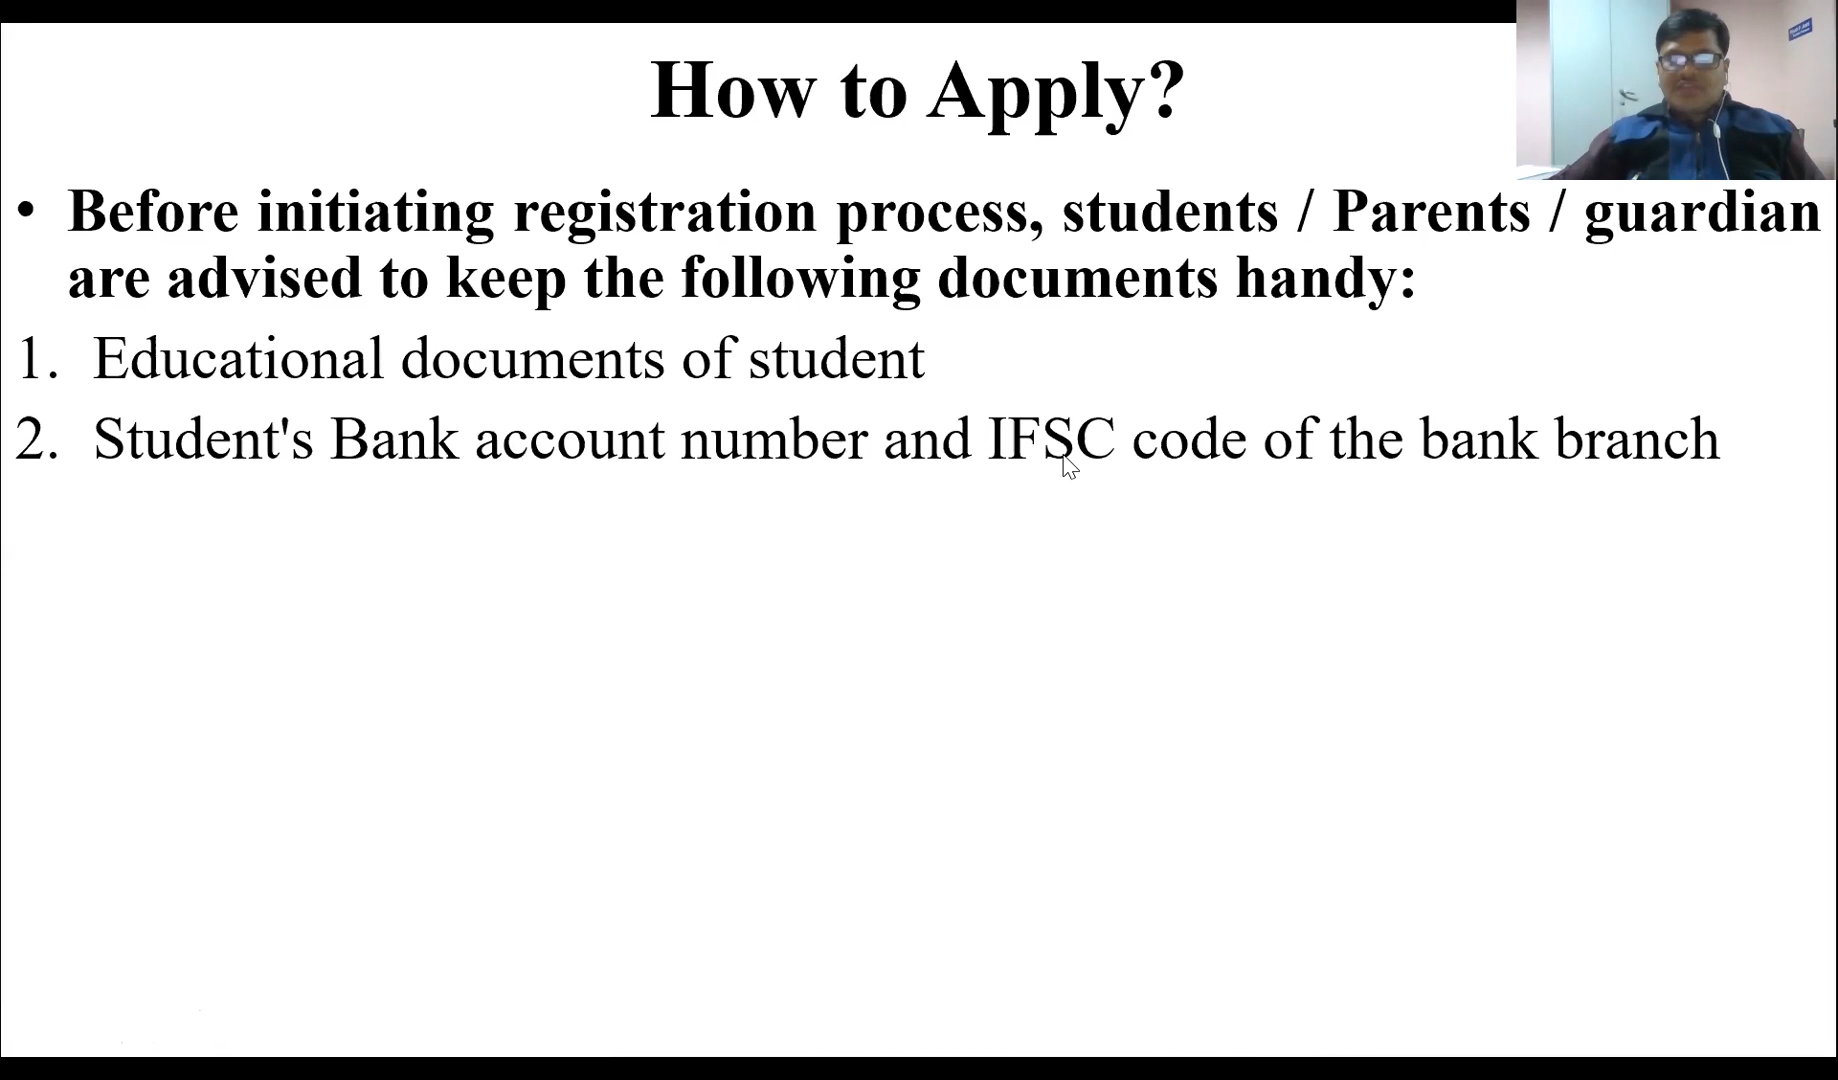 How to Apply?
• Before initiating registration process, students / Parents / guardian
are advised to keep the following documents handy:
1. Educational documents of student
2. Student's Bank account number and IFSC code of the bank branch